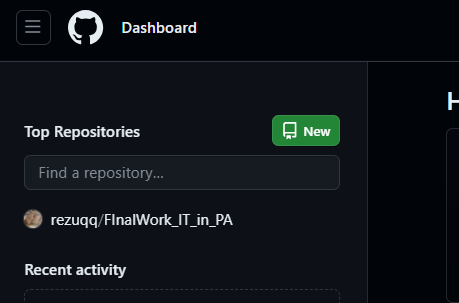 Dashboard
Top Repositories
New
Find a repository...
rezuqq/FInalWork_IT_in_PA
Recent activity